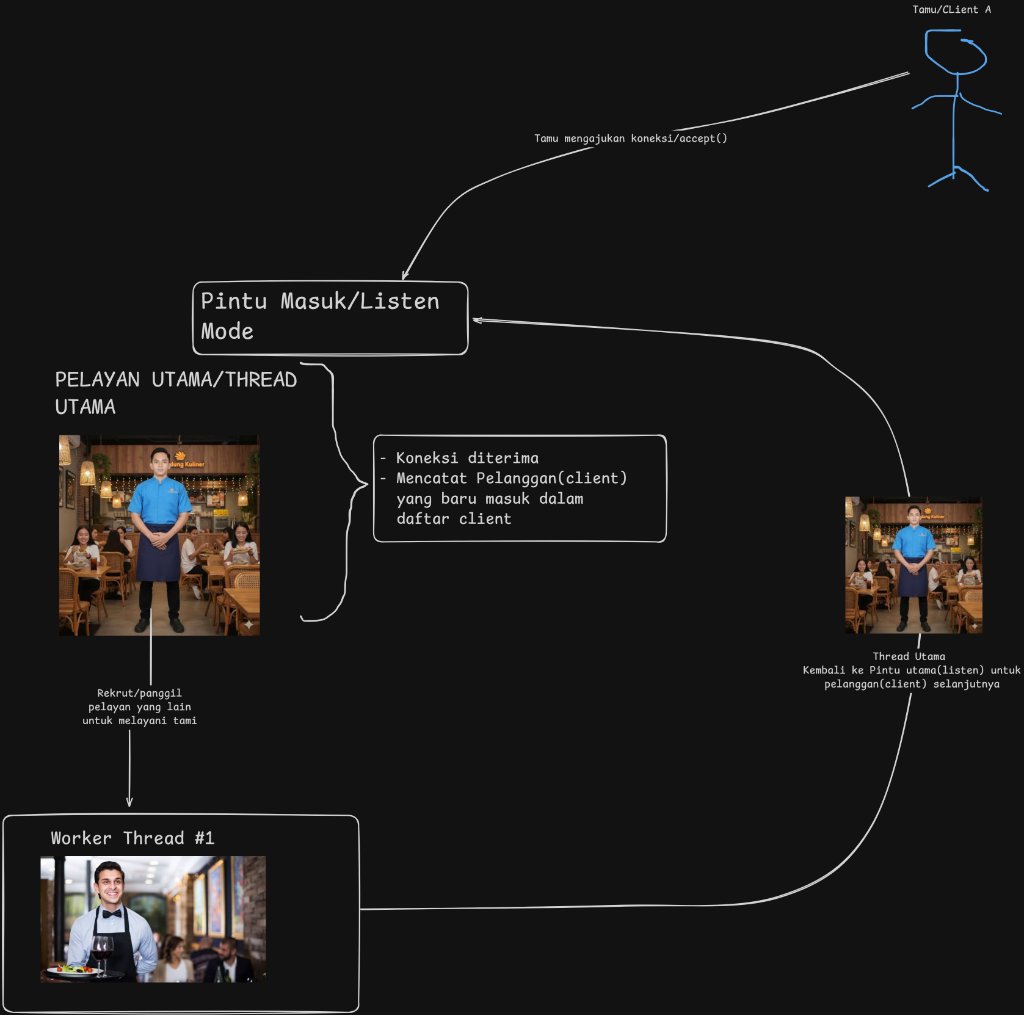 Tamu/CLient A
Tamu mengajukan koneksi/accept()
Pintu Masuk/Listen
Mode
PELAYAN UTAMA/THREAD
UTAMA
- Koneksi diterima
- Mencatat Pelanggan(client)
yang baru masuk dalam
daftar client
Kuliner
Kuliner
Thread Utama
Kembali ke Pintu utama(listen) untuk
pelanggan(client) selanjutnya
Rekrut/panggil
pelayan yang lain
untuk melayani tami
Worker Thread #1